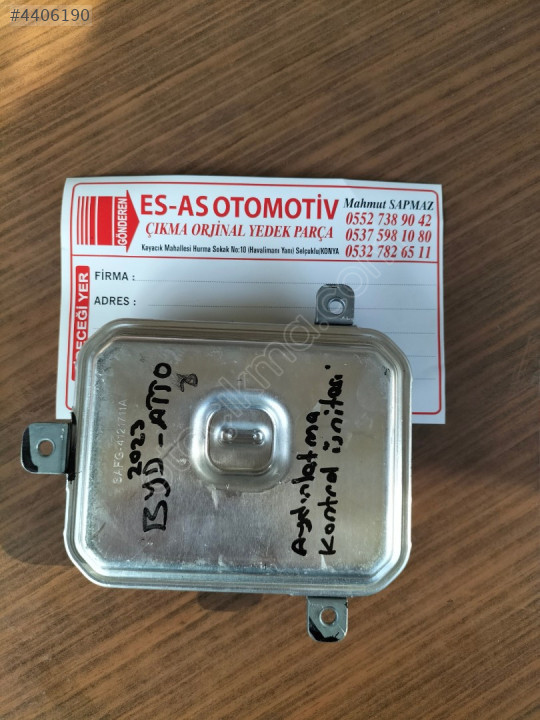 #4406190
GÖNDEREN
ES-AS OTOMOTİV
ÇIKMA ORJİNAL YEDEK PARÇA
Kayacık Mahallesi Hurma Sokak No:10 (Havalimanı Yanı) Selçuklu/KONYA
Mahmut SAPMAZ
0552 738 90 42
0537 598 10 80
0532 782 65 11
FİRMA :
ADRES :
DECEĞİ YER
2023
BYD - ATTO
Aydınlatma
Kontrol ünitesi